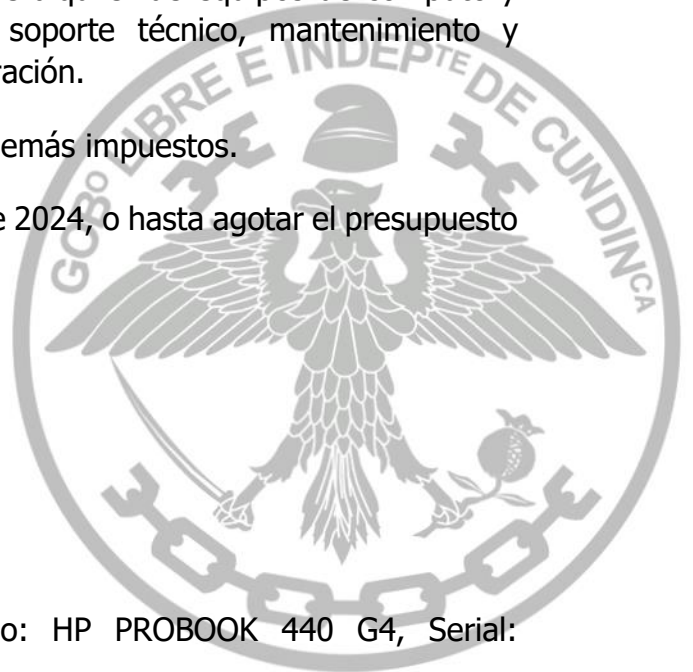 soporte técnico, mantenimiento y
ración.
emás impuestos.
e 2024, o hasta agotar el presupuesto
GOBº LIBRE E INDEPTE DE CUNDINCA
o: HP PROBOOK 440 G4, Serial: